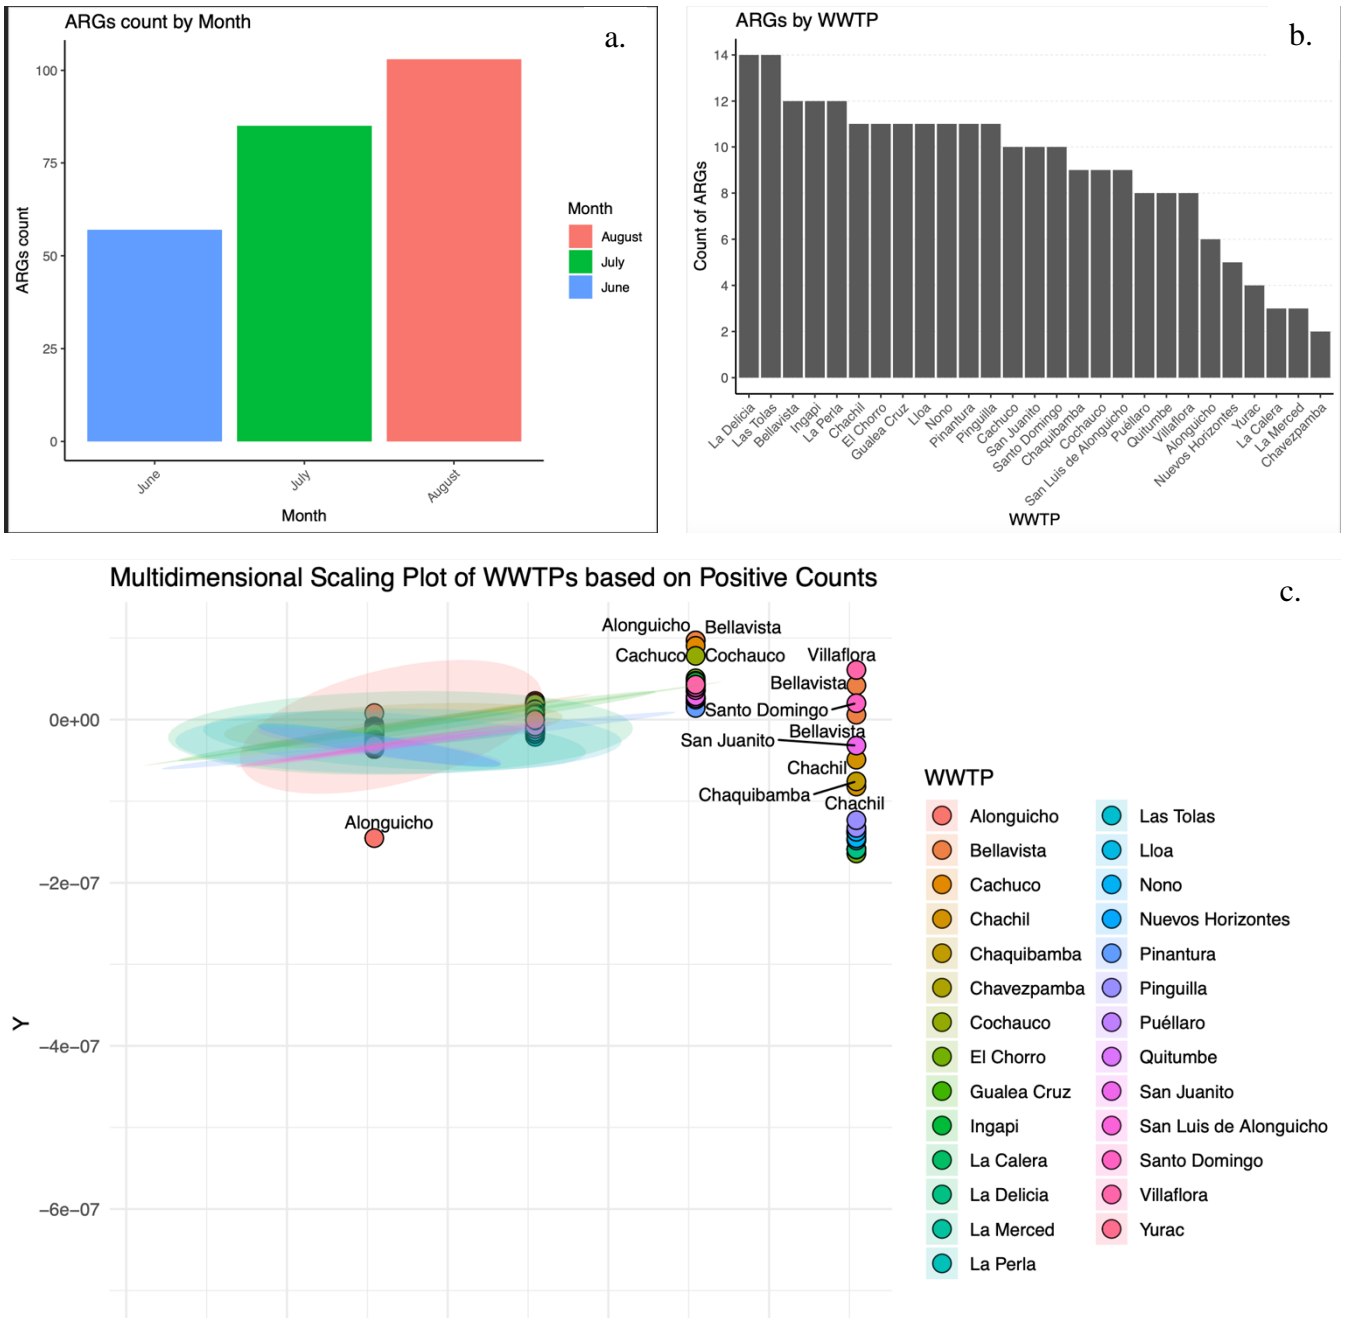 ARGs count by Month
a.
100
75
50
25
0
ARGs count
June
July
August
Month
Month
August
July
June
ARGs by WWTP
b.
14
12
10
8
6
4
2
0
Count of ARGs
La Delicia
Las Tolas
Bellavista
Ingapi
La Perla
Chachil
El Chorro
Gualea Cruz
Lloa
Nono
Pinantura
Pinguilla
Cachuco
San Juanito
Santo Domingo
Chaquibamba
Cochauco
San Luis de Alonguicho
Puéllaro
Quitumbe
Villaflora
Alonguicho
Nuevos Horizontes
Yurac
La Calera
La Merced
Chavezpamba
WWTP
Multidimensional Scaling Plot of WWTPs based on Positive Counts
c.
Alonguicho Bellavista
Cachuco Cochauco Villaflora
Bellavista
Santo Domingo
Bellavista
San Juanito
Chachil
Chaquibamba
Chachil
Alonguicho
0e+00
−2e−07
−4e−07
−6e−07
Y
WWTP
Alonguicho
Bellavista
Cachuco
Chachil
Chaquibamba
Chavezpamba
Cochauco
El Chorro
Gualea Cruz
Ingapi
La Calera
La Delicia
La Merced
La Perla
Las Tolas
Lloa
Nono
Nuevos Horizontes
Pinantura
Pinguilla
Puéllaro
Quitumbe
San Juanito
San Luis de Alonguicho
Santo Domingo
Villaflora
Yurac